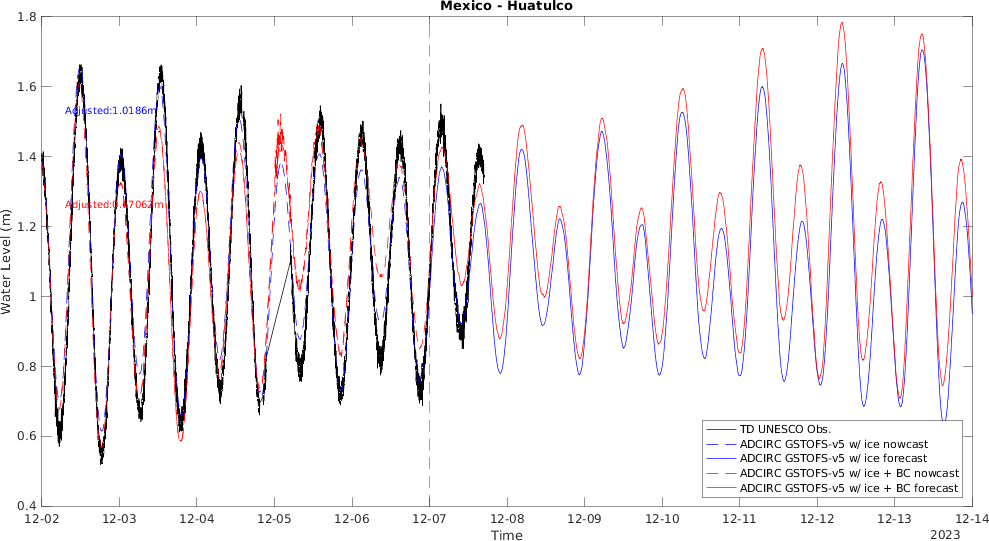 Mexico - Huatulco
1.8
1.6
1.4
1.2
1
0.8
0.6
0.4
Water Level (m)
Adjusted:1.0186m
Adjusted:0.67062m
TD UNESCO Obs.
ADCIRC GSTOFS-v5 w/ ice nowcast
ADCIRC GSTOFS-v5 w/ ice forecast
ADCIRC GSTOFS-v5 w/ ice + BC nowcast
ADCIRC GSTOFS-v5 w/ ice + BC forecast
12-02 12-03 12-04 12-05 12-06 12-07 12-08 12-09 12-10 12-11 12-12 12-13 12-14
Time
2023